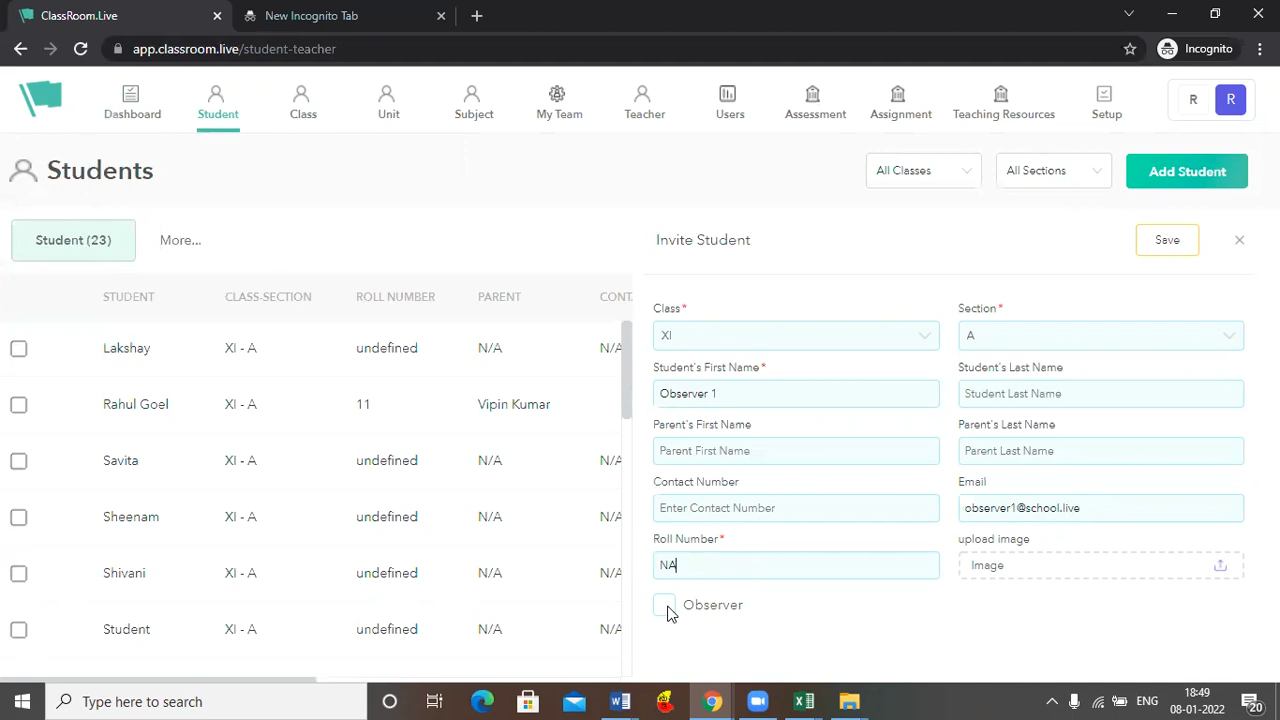 ClassRoom.Live
New Incognito Tab
app.classroom.live/student-teacher
Incognito
Dashboard
Student
Class
Unit
Subject
My Team
Teacher
Users
Assessment
Assignment
Teaching Resources
Setup
R
R
Students
All Classes
All Sections
Add Student
Student (23)
More...
Invite Student
Save
STUDENT CLASS-SECTION ROLL NUMBER PARENT CONTA
Lakshay XI - A undefined N/A N/A
Rahul Goel XI - A 11 Vipin Kumar
Savita XI - A undefined N/A N/A
Sheenam XI - A undefined N/A N/A
Shivani XI - A undefined N/A N/A
Student XI - A undefined N/A N/A
Class* Section*
XI A
Student's First Name* Student's Last Name
Observer 1 Student Last Name
Parent's First Name Parent's Last Name
Parent First Name Parent Last Name
Contact Number Email
Enter Contact Number observer1@school.live
Roll Number* upload image
NA Image
Observer
Type here to search
ENG
18:49
08-01-2022
20